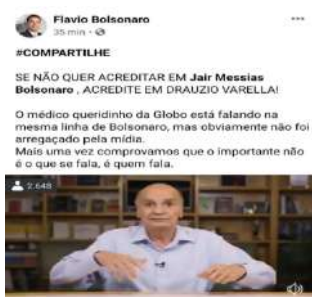 Flavio Bolsonaro
35 min ·
#COMPARTILHE
SE NÃO QUER ACREDITAR EM Jair Messias
Bolsonaro , ACREDITE EM DRAUZIO VARELLA!
O médico queridinho da Globo está falando na
mesma linha de Bolsonaro, mas obviamente não foi
arregaçado pela mídia.
Mais uma vez comprovamos que o importante não
é o que se fala, é quem fala.
2.648